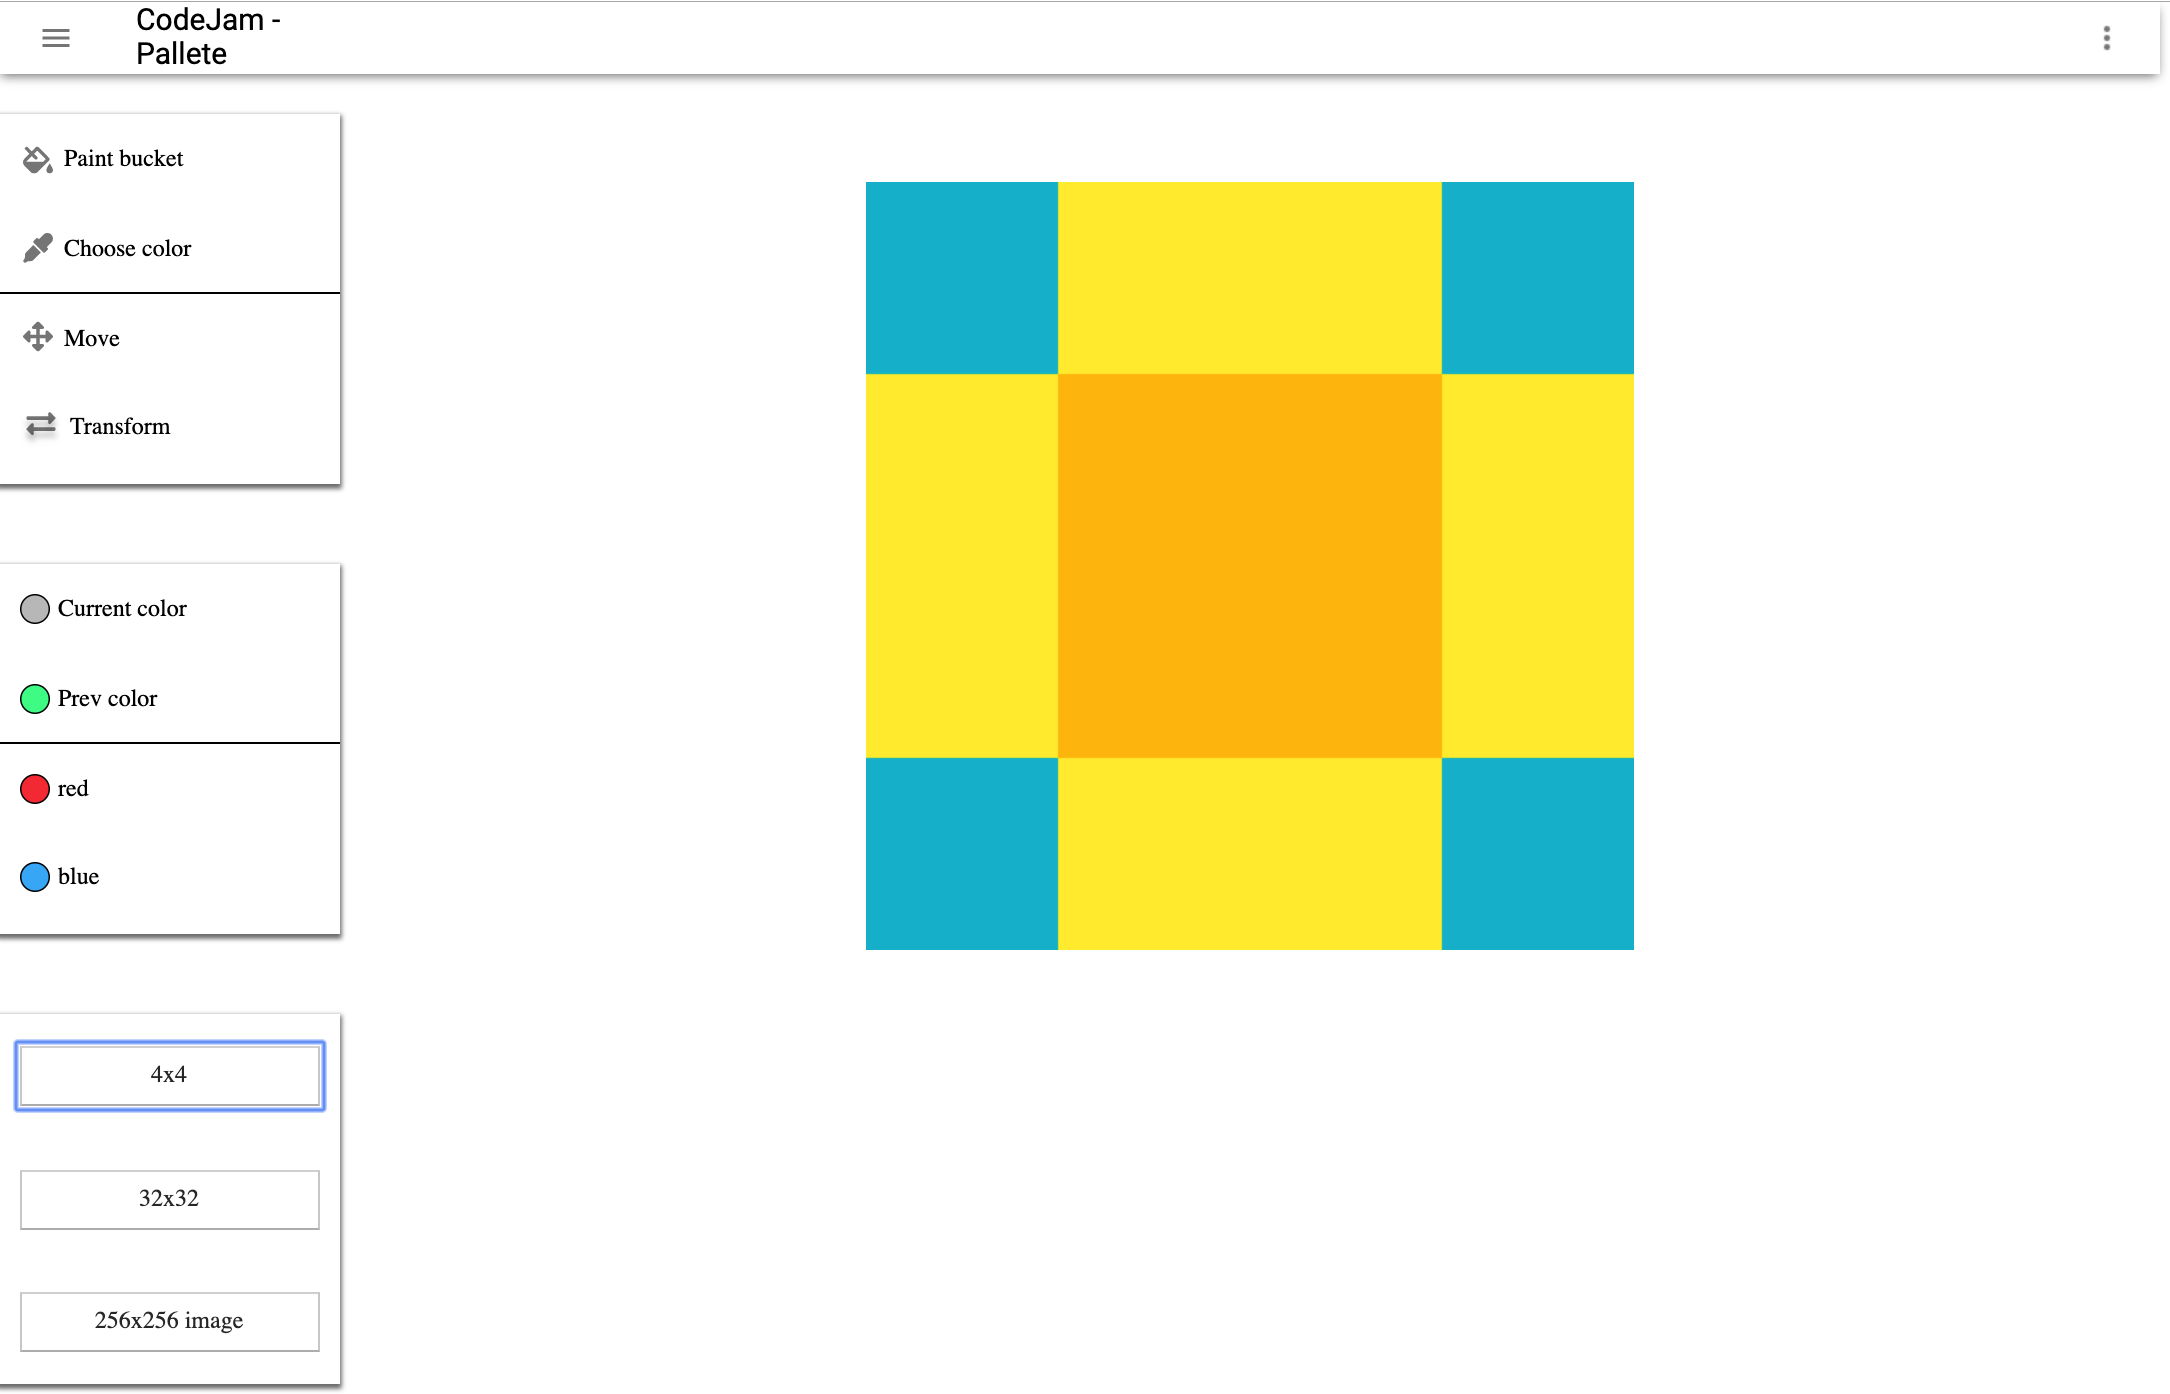 CodeJam -
Pallete
Paint bucket
Choose color
Move
Transform
Current color
Prev color
red
blue
4x4
32x32
256x256 image